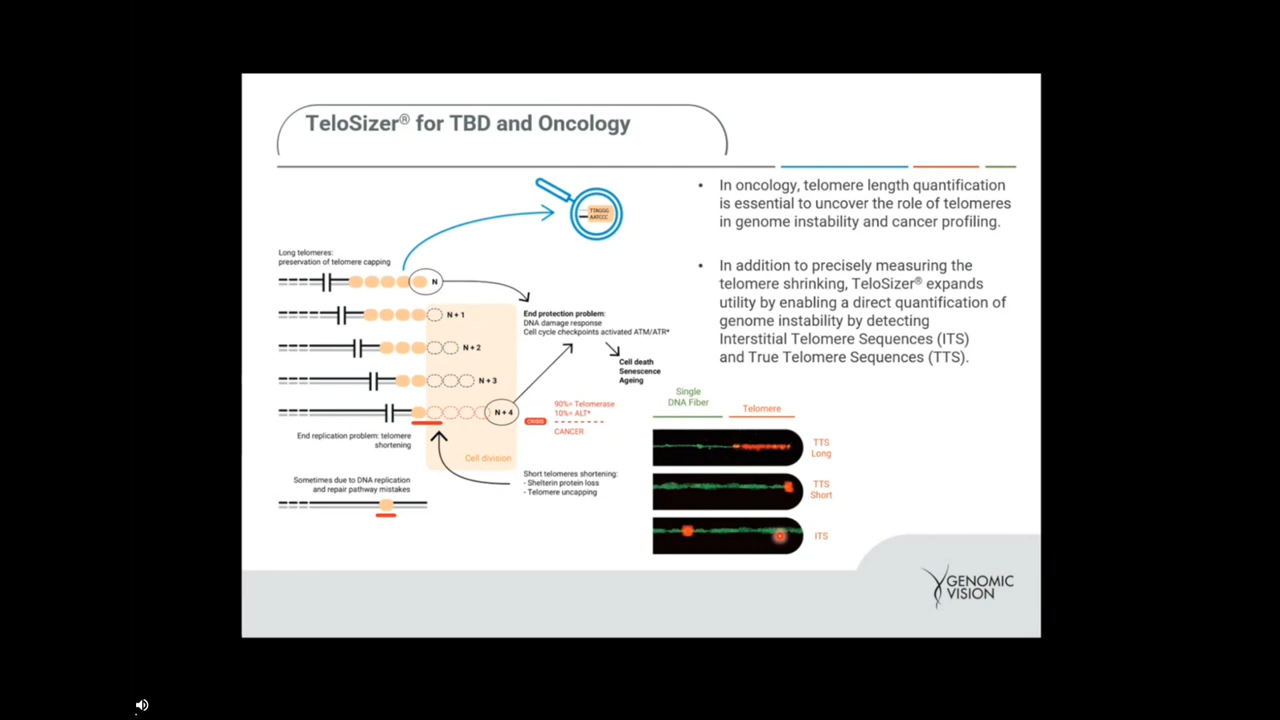 TeloSizer® for TBD and Oncology
TTAGGG
AATCCC
Long telomeres:
preservation of telomere capping
N
N + 1
N + 2
N + 3
N + 4
End protection problem:
DNA damage response
Cell cycle checkpoints activated ATM/ATR*
Cell death
Senescence
Ageing
CRISIS
90%= Telomerase
10%= ALT*
CANCER
End replication problem: telomere
shortening
Cell division
Short telomeres shortening:
- Shelterin protein loss
- Telomere uncapping
Sometimes due to DNA replication
and repair pathway mistakes
• In oncology, telomere length quantification
is essential to uncover the role of telomeres
in genome instability and cancer profiling.
• In addition to precisely measuring the
telomere shrinking, TeloSizer® expands
utility by enabling a direct quantification of
genome instability by detecting
Interstitial Telomere Sequences (ITS)
and True Telomere Sequences (TTS).
Single
DNA Fiber
Telomere
TTS
Long
TTS
Short
ITS
GENOMIC
VISION